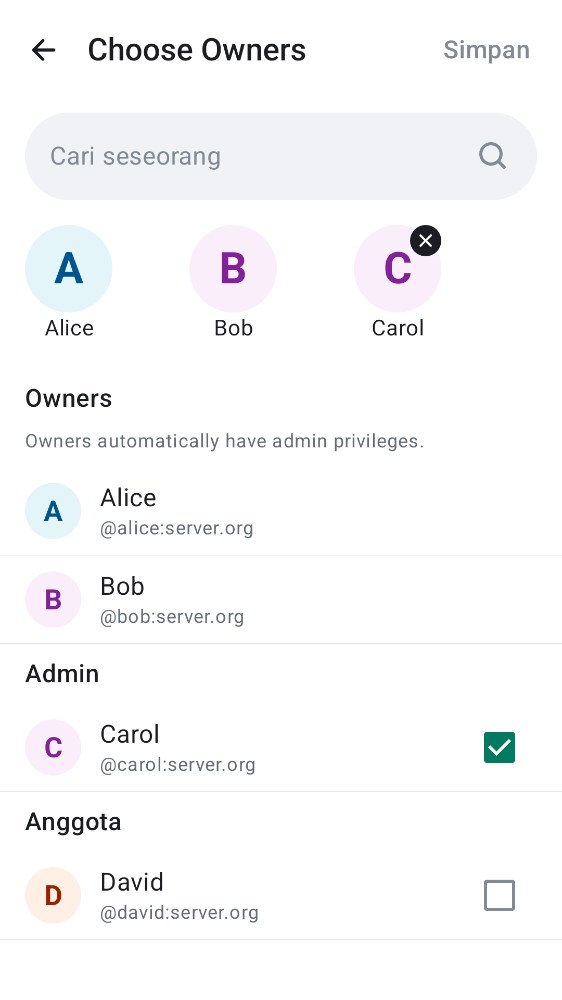 Choose Owners
Simpan
Cari seseorang
A
B
C
Alice
Bob
Carol
Owners
Owners automatically have admin privileges.
A
Alice
@alice:server.org
B
Bob
@bob:server.org
Admin
C
Carol
@carol:server.org
Anggota
D
David
@david:server.org